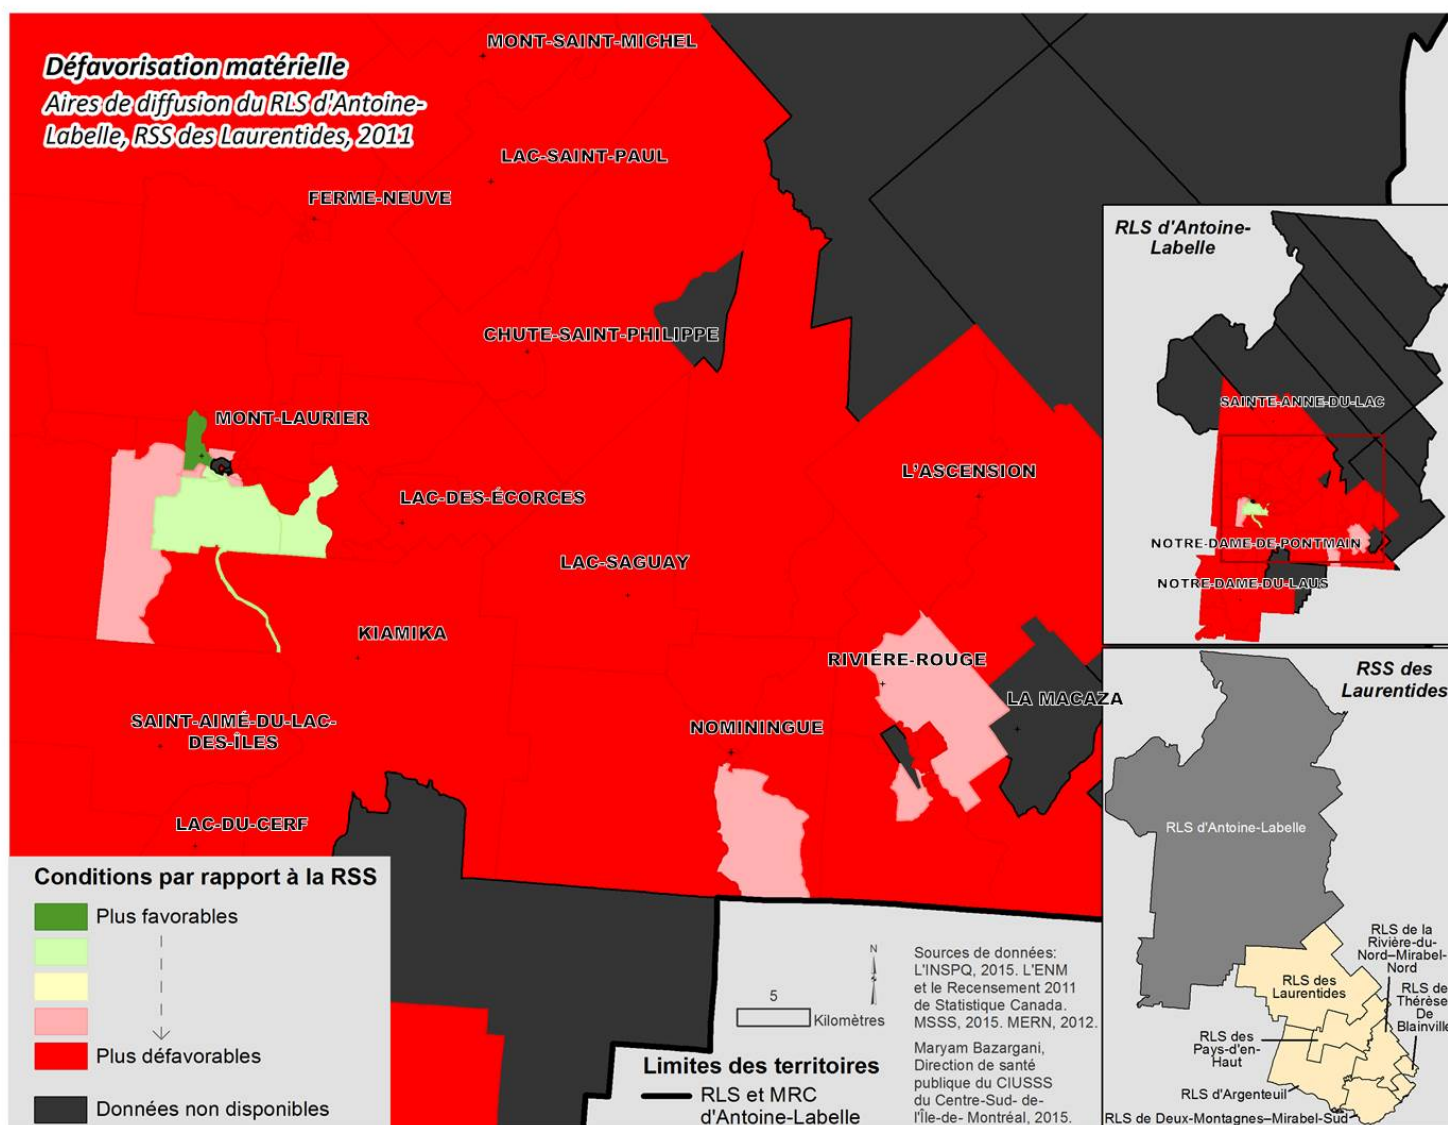 Défavorisation matérielle
Aires de diffusion du RLS d'Antoine-
Labelle, RSS des Laurentides, 2011
MONT-SAINT-MICHEL
LAC-SAINT-PAUL
FERME-NEUVE
CHUTE-SAINT-PHILIPPE
MONT-LAURIER
L'ASCENSION
LAC-DES-ÉCORCES
LAC-SAGUAY
KIAMIKA
RIVIÈRE-ROUGE
LA MACAZA
SAINT-AIMÉ-DU-LAC-
DES-ÎLES
NOMININGUE
LAC-DU-CERF
Conditions par rapport à la RSS
Plus favorables
Plus défavorables
Données non disponibles
N
5
Kilomètres
Limites des territoires
RLS et MRC
d'Antoine-Labelle
Sources de données:
L'INSPQ, 2015. L'ENM
et le Recensement 2011
de Statistique Canada.
MSSS, 2015. MERN, 2012.
Maryam Bazargani,
Direction de santé
publique du CIUSSS
du Centre-Sud- de-
l'Île-de- Montréal, 2015.
RLS d'Antoine-
Labelle
SAINTE-ANNE-DU-LAC
NOTRE-DAME-DE-PONTMAIN
NOTRE-DAME-DU-LAUS
RSS des
Laurentides
RLS d'Antoine-Labelle
RLS de la
Rivière-du-
Nord–Mirabel-
Nord
RLS des
Laurentides
RLS de
Thérèse
De
Blainville
RLS des
Pays-d'en-
Haut
RLS d'Argenteuil
RLS de Deux-Montagnes–Mirabel-Sud